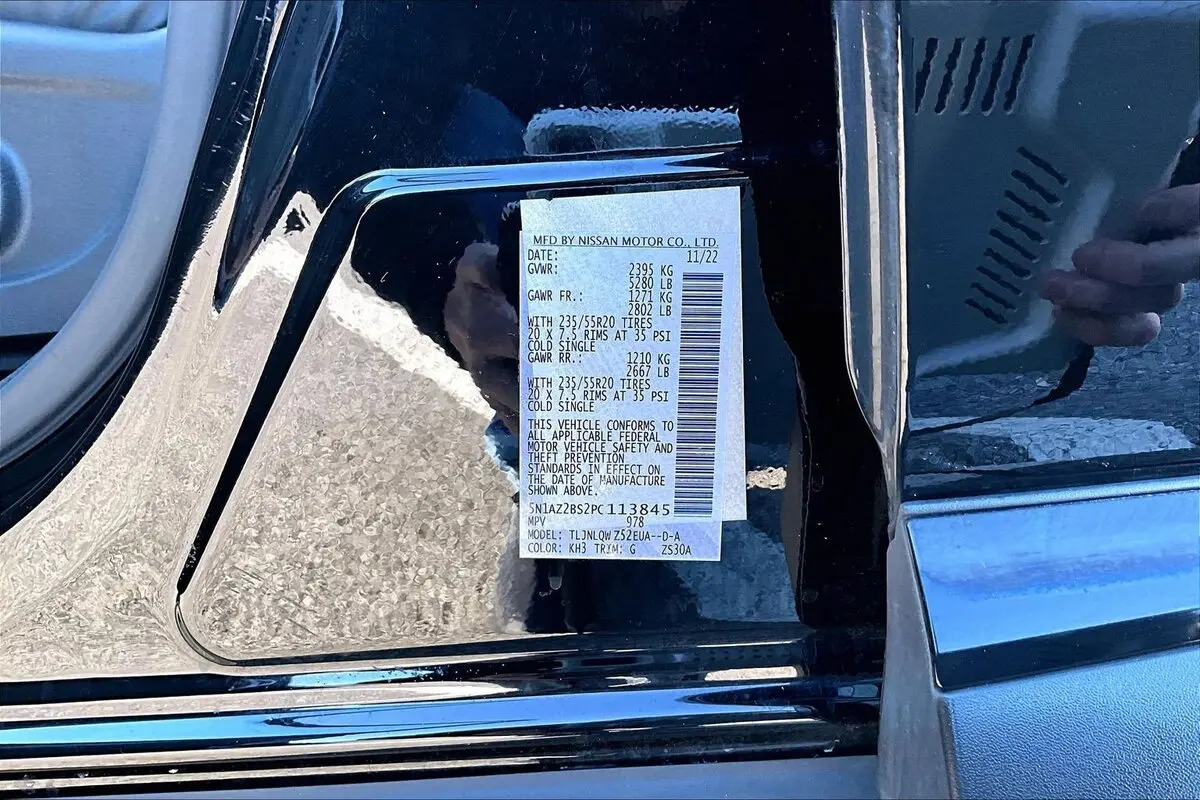 MFD BY NISSAN MOTOR CO., LTD.
DATE: 11/22
GVWR: 2395 KG
5280 LB
GAWR FR.: 1271 KG
2802 LB
WITH 235/55R20 TIRES
20 X 7.5 RIMS AT 35 PSI
COLD SINGLE
GAWR RR.: 1210 KG
2667 LB
WITH 235/55R20 TIRES
20 X 7.5 RIMS AT 35 PSI
COLD SINGLE
THIS VEHICLE CONFORMS TO
ALL APPLICABLE FEDERAL
MOTOR VEHICLE SAFETY AND
THEFT PREVENTION
STANDARDS IN EFFECT ON
THE DATE OF MANUFACTURE
SHOWN ABOVE.
5N1AZ2BS2PC113845
MPV 978
MODEL: TLJNLQWZ52EUA--D-A
COLOR: KH3 TRIM: G ZS30A